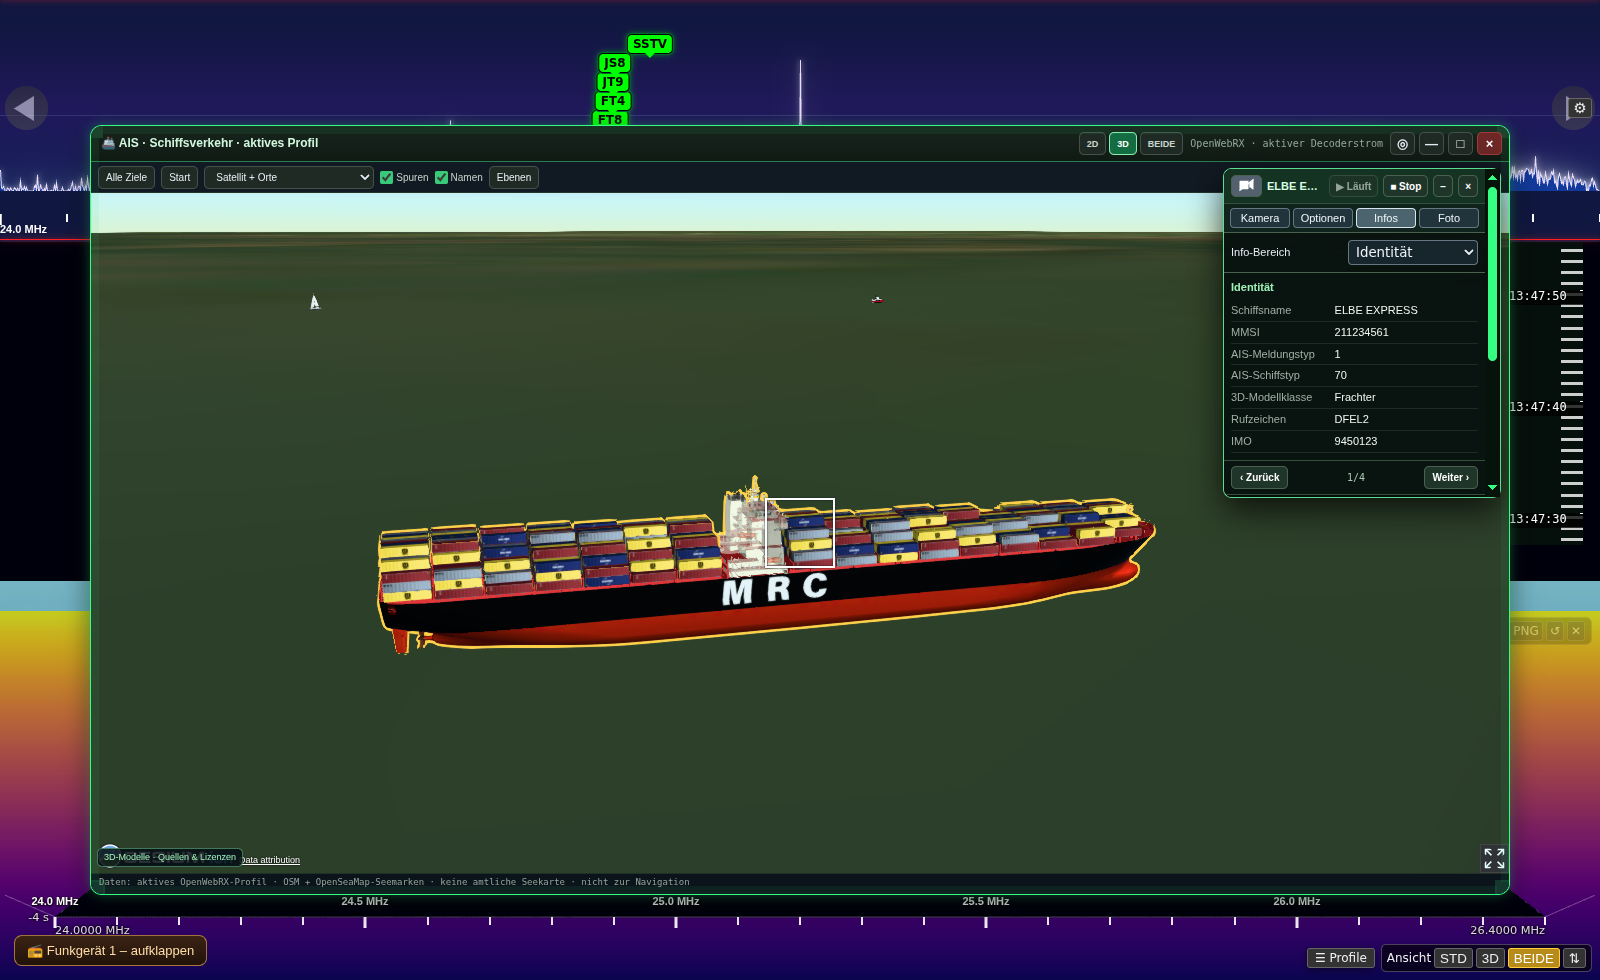 SSTV
JS8
JT9
FT4
FT8
24.0 MHz
🚢 AIS · Schiffsverkehr · aktives Profil
2D 3D BEIDE OpenWebRX · aktiver Decoderstrom ◎ — □ ×
Alle Ziele Start Satellit + Orte Spuren Namen Ebenen
ELBE E... ▶ Läuft ■ Stop – ×
Kamera Optionen Infos Foto
Info-Bereich Identität
Identität
Schiffsname ELBE EXPRESS
MMSI 211234561
AIS-Meldungstyp 1
AIS-Schiffstyp 70
3D-Modellklasse Frachter
Rufzeichen DFEL2
IMO 9450123
‹ Zurück 1/4 Weiter ›
13:47:50
13:47:40
13:47:30
MRC
PNG ↺ ✕
3D-Modelle · Quellen & Lizenzen Data attribution
Daten: aktives OpenWebRX-Profil · OSM + OpenSeaMap-Seemarken · keine amtliche Seekarte · nicht zur Navigation
24.0 MHz 24.5 MHz 25.0 MHz 25.5 MHz 26.0 MHz
-4 s
24.0000 MHz 26.4000 MHz
📻 Funkgerät 1 – aufklappen
☰ Profile Ansicht STD 3D BEIDE ⇅